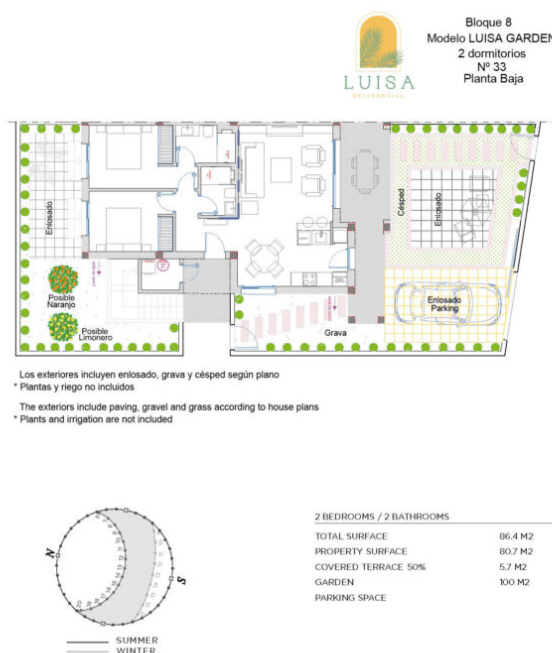 Bloque 8
Modelo LUISA GARDEN
2 dormitorios
Nº 33
Planta Baja
LUISA
RESIDENTIAL
Enlosado
Césped
Enlosado
Posible
Naranjo
Posible
Limonero
Enlosado
Parking
Grava
Los exteriores incluyen enlosado, grava y césped según plano
* Plantas y riego no incluidos
The exteriors include paving, gravel and grass according to house plans
* Plants and irrigation are not included
N
S
SUMMER
WINTER
2 BEDROOMS / 2 BATHROOMS
TOTAL SURFACE 86.4 M2
PROPERTY SURFACE 80.7 M2
COVERED TERRACE 50% 5.7 M2
GARDEN 100 M2
PARKING SPACE